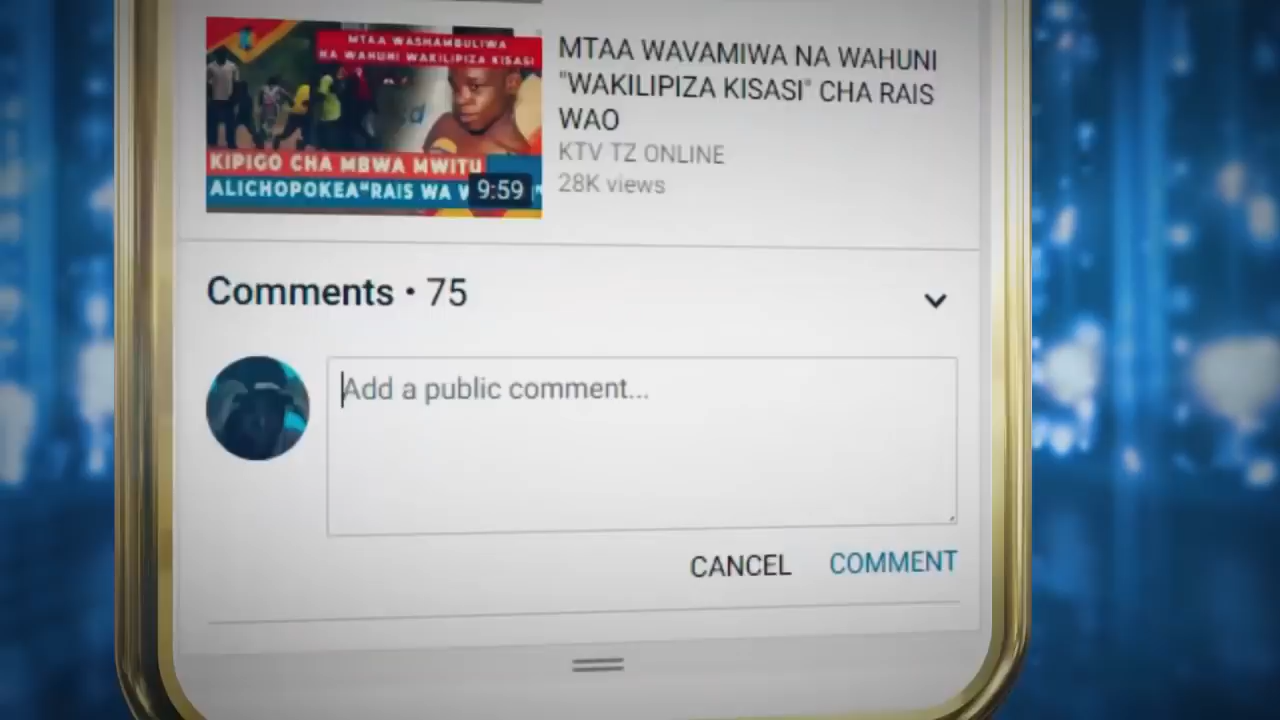 MTAA WASHAMBULIWA
NA WAHUNI WAKILIPIZA KISASI
KIPIGO CHA MBWA MWITU
ALICHOPOKEA"RAIS WA
9:59
MTAA WAVAMIWA NA WAHUNI
"WAKILIPIZA KISASI" CHA RAIS
WAO
KTV TZ ONLINE
28K views
Comments • 75
Add a public comment...
CANCEL COMMENT